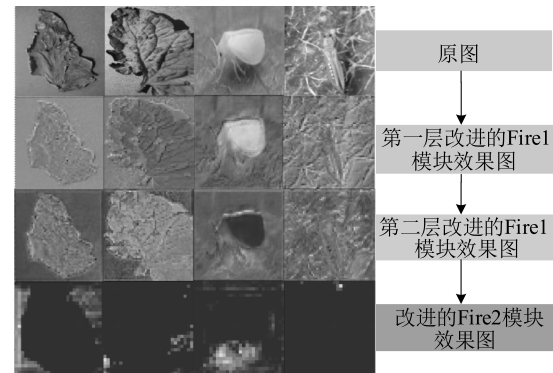 原图
第一层改进的Fire1
模块效果图
第二层改进的Fire1
模块效果图
改进的Fire2模块
效果图